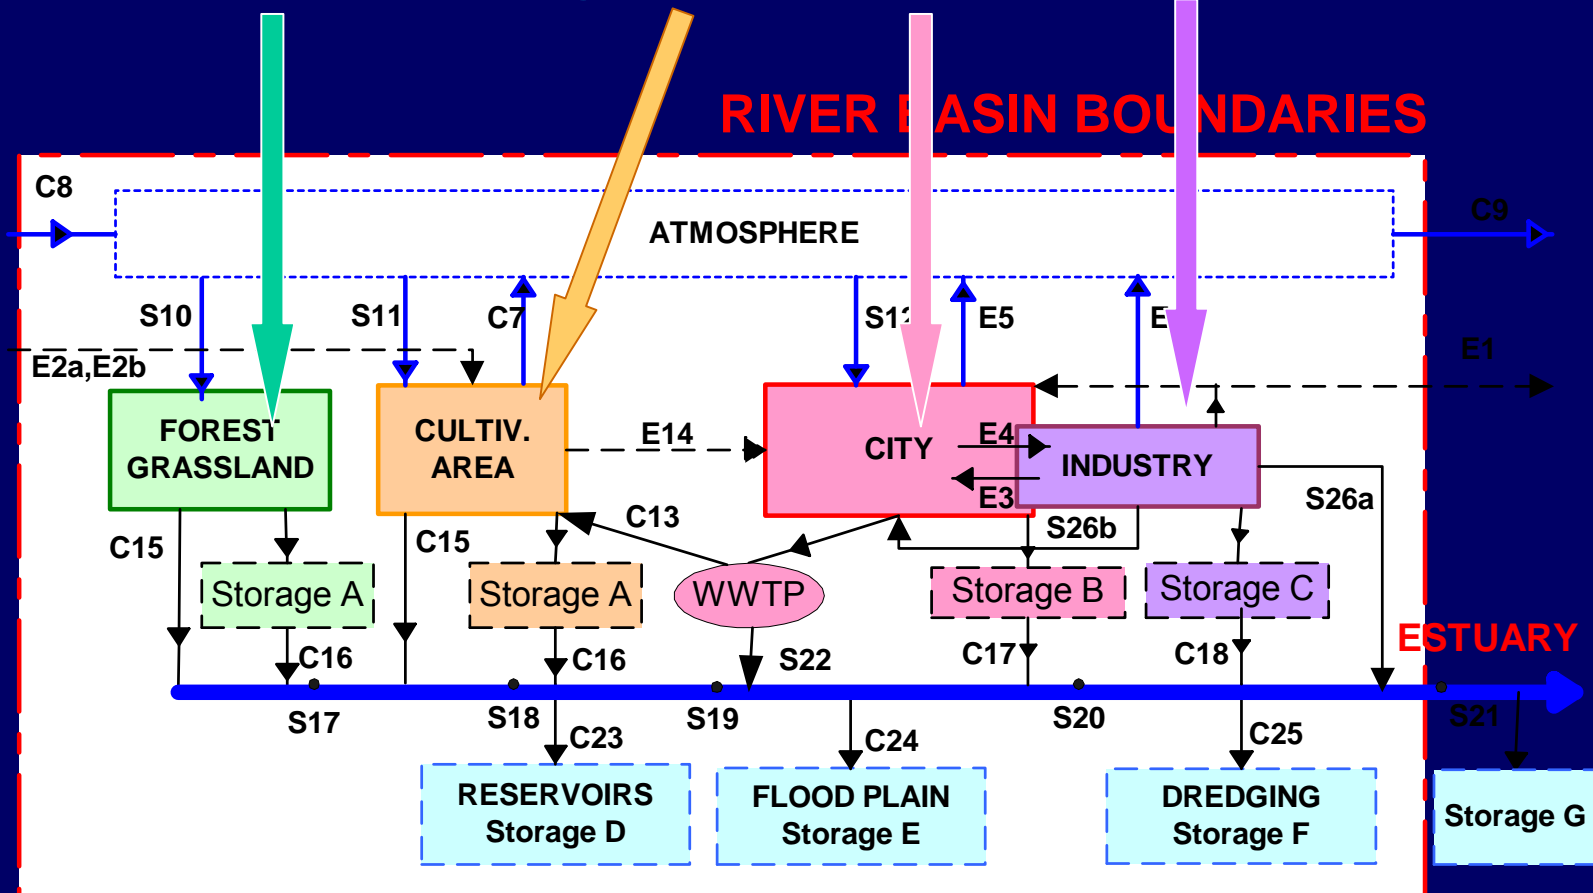 RIVER BASIN BOUNDARIES
C8
C9
ATMOSPHERE
S10
S11
C7
E5
E1
E2a,E2b
FOREST
GRASSLAND
CULTIV.
AREA
E14
CITY
E4
E3
INDUSTRY
S26a
S26b
C13
C15
C15
Storage A
Storage A
WWTP
Storage B
Storage C
ESTUARY
C16
C16
S22
C17
C18
S17
S18
S19
S20
S21
C23
C24
C25
RESERVOIRS
Storage D
FLOOD PLAIN
Storage E
DREDGING
Storage F
Storage G